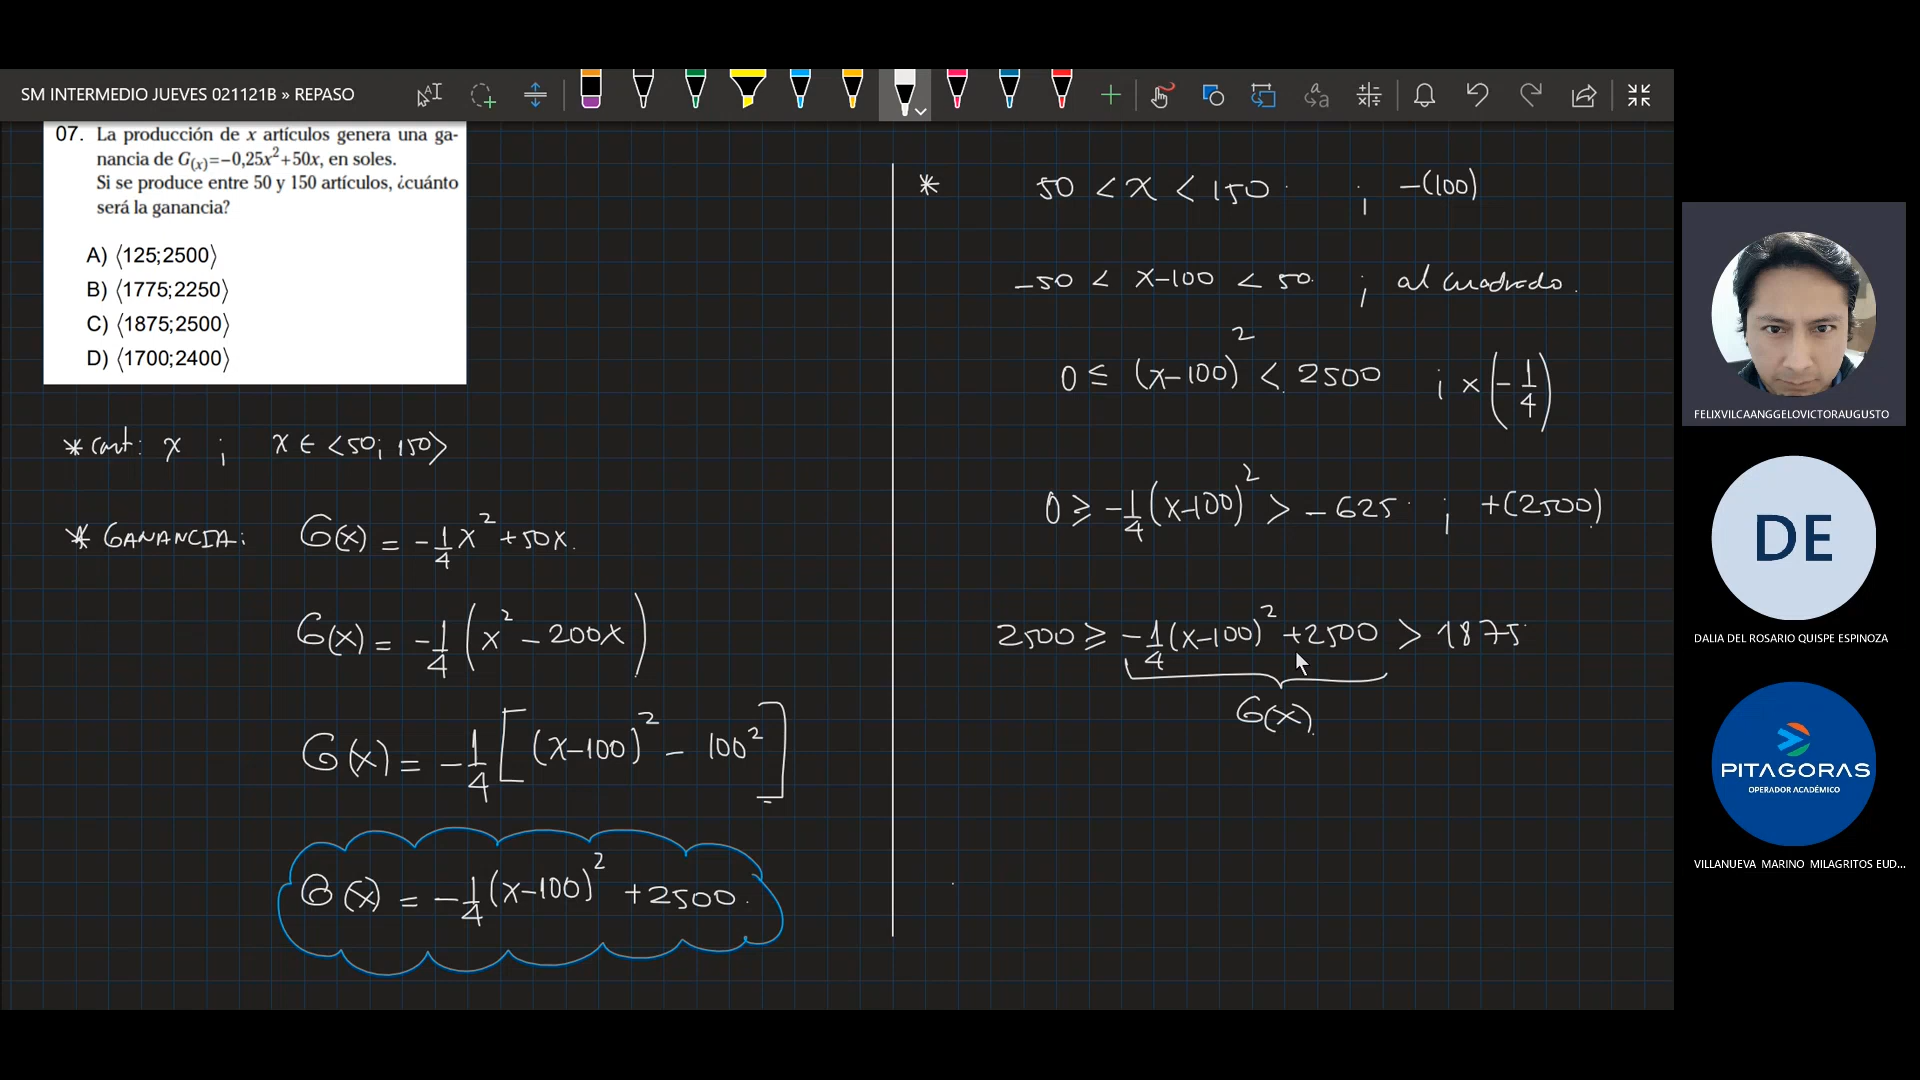 SM INTERMEDIO JUEVES 021121B » REPASO
07. La producción de x artículos genera una ga-
nancia de G(x)=−0,25x²+50x, en soles.
Si se produce entre 50 y 150 artículos, ¿cuánto
será la ganancia?
A) ⟨125;2500⟩
B) ⟨1775;2250⟩
C) ⟨1875;2500⟩
D) ⟨1700;2400⟩
* cant: x ; x ∈ <50; 150>
* GANANCIA: G(x) = -1/4 x² + 50x.
G(x) = -1/4 (x² - 200x)
G(x) = -1/4 [(x-100)² - 100²]
G(x) = -1/4 (x-100)² + 2500.
* 50 < x < 150 ; -(100)
-50 < x-100 < 50 ; al cuadrado.
0 ≤ (x-100)² < 2500 ; × (-1/4)
0 ≥ -1/4 (x-100)² > -625 ; +(2500)
2500 ≥ -1/4 (x-100)² + 2500 > 1875
G(x)
FELIXVILCAANGGELOVICTORAUGUSTO
DE
DALIA DEL ROSARIO QUISPE ESPINOZA
PITAGORAS
OPERADOR ACADÉMICO
VILLANUEVA MARINO MILAGRITOS EUD...